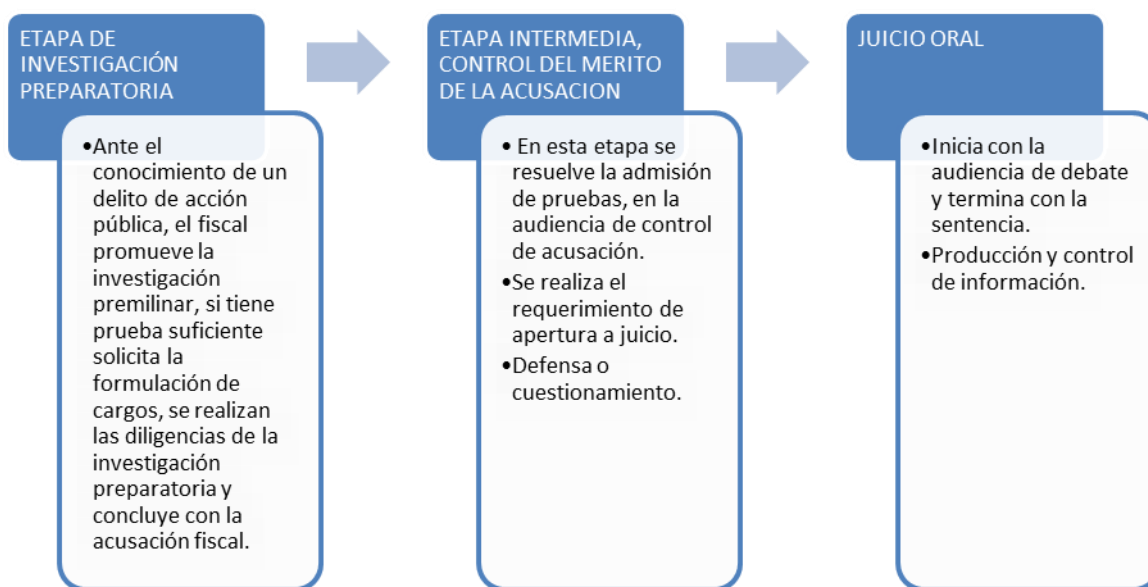 ETAPA DE
INVESTIGACIÓN
PREPARATORIA
•Ante el
conocimiento de un
delito de acción
pública, el fiscal
promueve la
investigación
premilinar, si tiene
prueba suficiente
solicita la
formulación de
cargos, se realizan
las diligencias de la
investigación
preparatoria y
concluye con la
acusación fiscal.
ETAPA INTERMEDIA,
CONTROL DEL MERITO
DE LA ACUSACION
• En esta etapa se
resuelve la admisión
de pruebas, en la
audiencia de control
de acusación.
•Se realiza el
requerimiento de
apertura a juicio.
•Defensa o
cuestionamiento.
JUICIO ORAL
•Inicia con la
audiencia de debate
y termina con la
sentencia.
•Producción y control
de información.